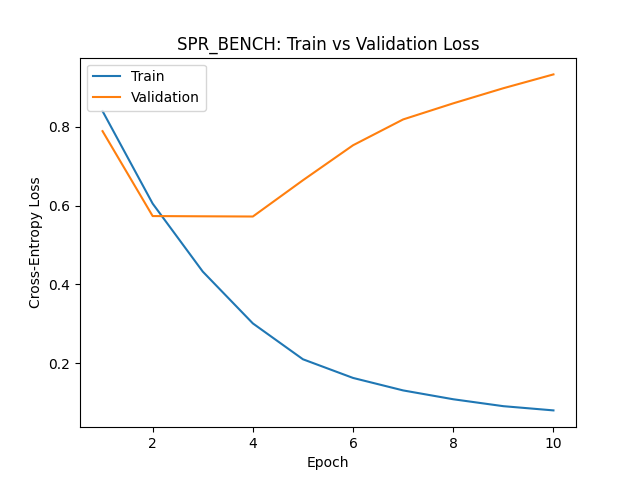 SPR_BENCH: Train vs Validation Loss
Train
Validation
Cross-Entropy Loss
0.8
0.6
0.4
0.2
2
4
6
8
10
Epoch